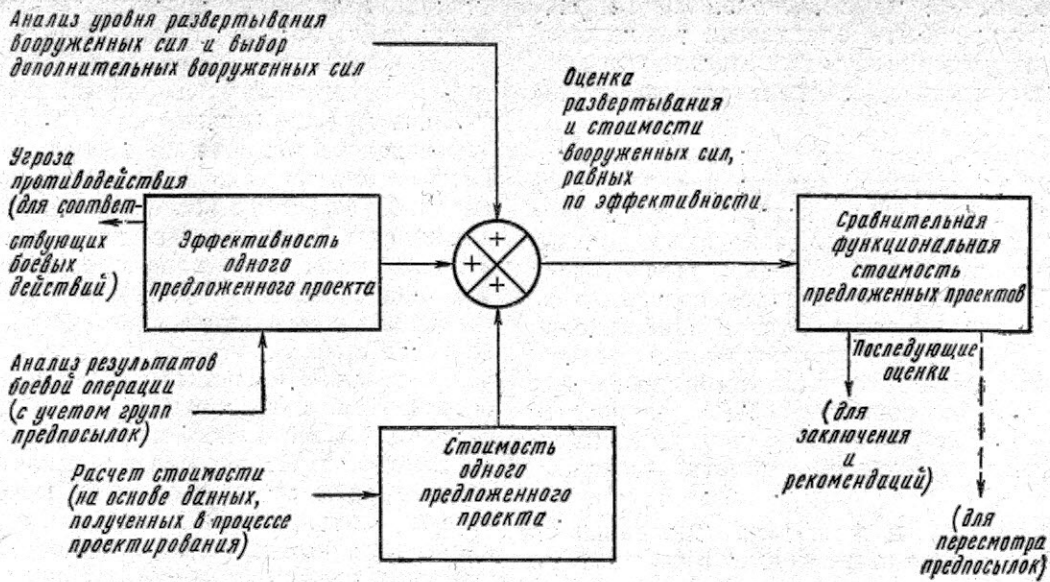 Анализ уровня развертывания
вооруженных сил и выбор
дополнительных вооруженных сил
Оценка
развертывания
и стоимости
вооруженных сил,
равных
по эффективности
Угроза
противодействия
(для соответ-
ствующих
боевых
действий)
Эффективность
одного
предложенного проекта
+
+
+
+
Сравнительная
функциональная
стоимость
предложенных проектов
Анализ результатов
боевой операции
(с учетом групп
предпосылок)
Последующие
оценки
(для
заключения
и
рекомендаций)
(для
пересмотра
предпосылок)
Расчет стоимости
(на основе данных,
полученных в процессе
проектирования)
Стоимость
одного
предложенного
проекта